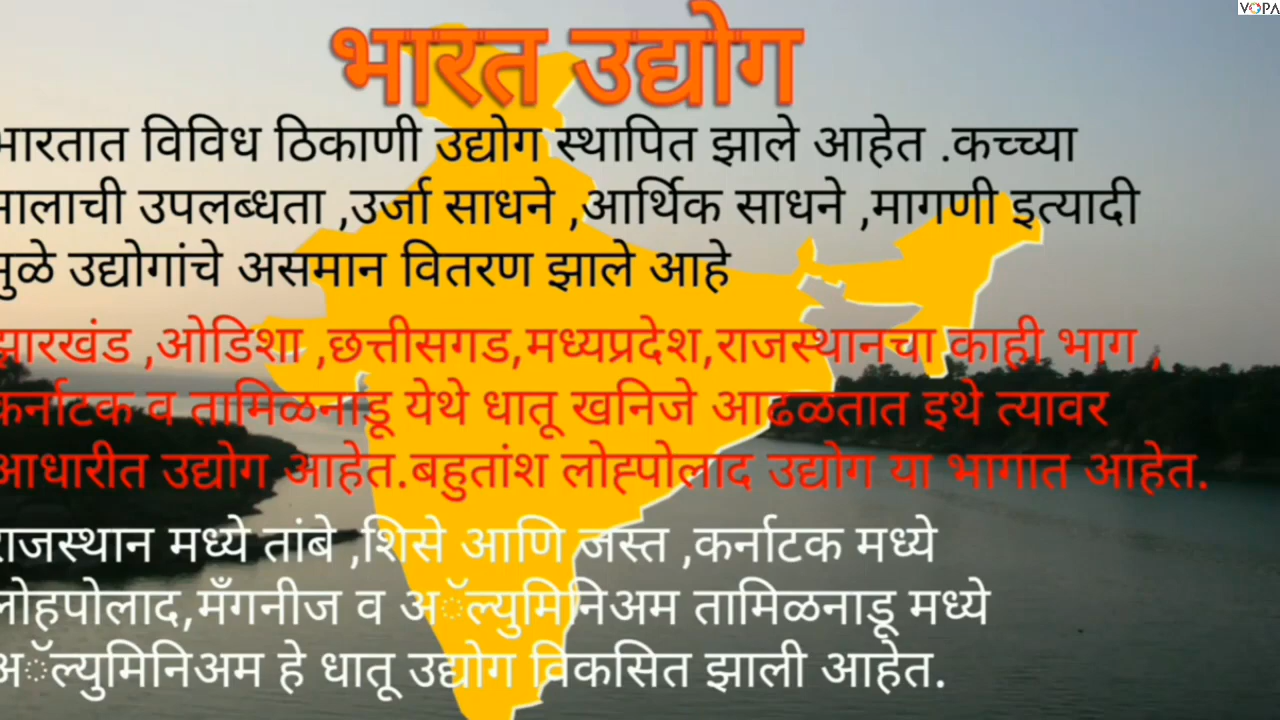 VOPA
भारत उद्योग
भारतात विविध ठिकाणी उद्योग स्थापित झाले आहेत .कच्च्या
मालाची उपलब्धता ,उर्जा साधने ,आर्थिक साधने ,मागणी इत्यादी
मुळे उद्योगांचे असमान वितरण झाले आहे
झारखंड ,ओडिशा ,छत्तीसगड,मध्यप्रदेश,राजस्थानचा काही भाग ,
कर्नाटक व तामिळनाडू येथे धातू खनिजे आढळतात इथे त्यावर
आधारीत उद्योग आहेत.बहुतांश लोह्पोलाद उद्योग या भागात आहेत.
राजस्थान मध्ये तांबे ,शिसे आणि जस्त ,कर्नाटक मध्ये
लोहपोलाद,मँगनीज व अॅल्युमिनिअम तामिळनाडू मध्ये
अॅल्युमिनिअम हे धातू उद्योग विकसित झाली आहेत.